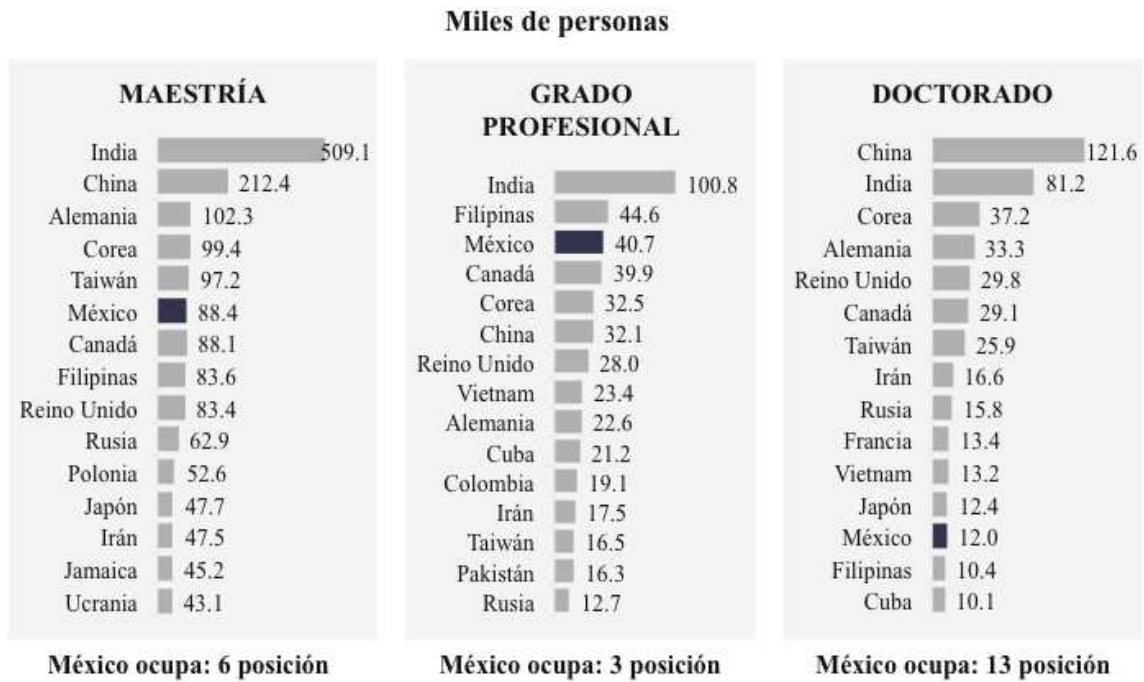 Miles de personas
MAESTRÍA
India 509.1
China 212.4
Alemania 102.3
Corea 99.4
Taiwán 97.2
México 88.4
Canadá 88.1
Filipinas 83.6
Reino Unido 83.4
Rusia 62.9
Polonia 52.6
Japón 47.7
Irán 47.5
Jamaica 45.2
Ucrania 43.1
México ocupa: 6 posición
GRADO
PROFESIONAL
India 100.8
Filípinas 44.6
México 40.7
Canadá 39.9
Corea 32.5
China 32.1
Reino Unido 28.0
Vietnam 23.4
Alemania 22.6
Cuba 21.2
Colombia 19.1
Irán 17.5
Taiwán 16.5
Pakistán 16.3
Rusia 12.7
México ocupa: 3 posición
DOCTORADO
China 121.6
India 81.2
Corea 37.2
Alemania 33.3
Reino Unido 29.8
Canadá 29.1
Taiwán 25.9
Irán 16.6
Rusia 15.8
Francia 13.4
Vietnam 13.2
Japón 12.4
México 12.0
Filipinas 10.4
Cuba 10.1
México ocupa: 13 posición